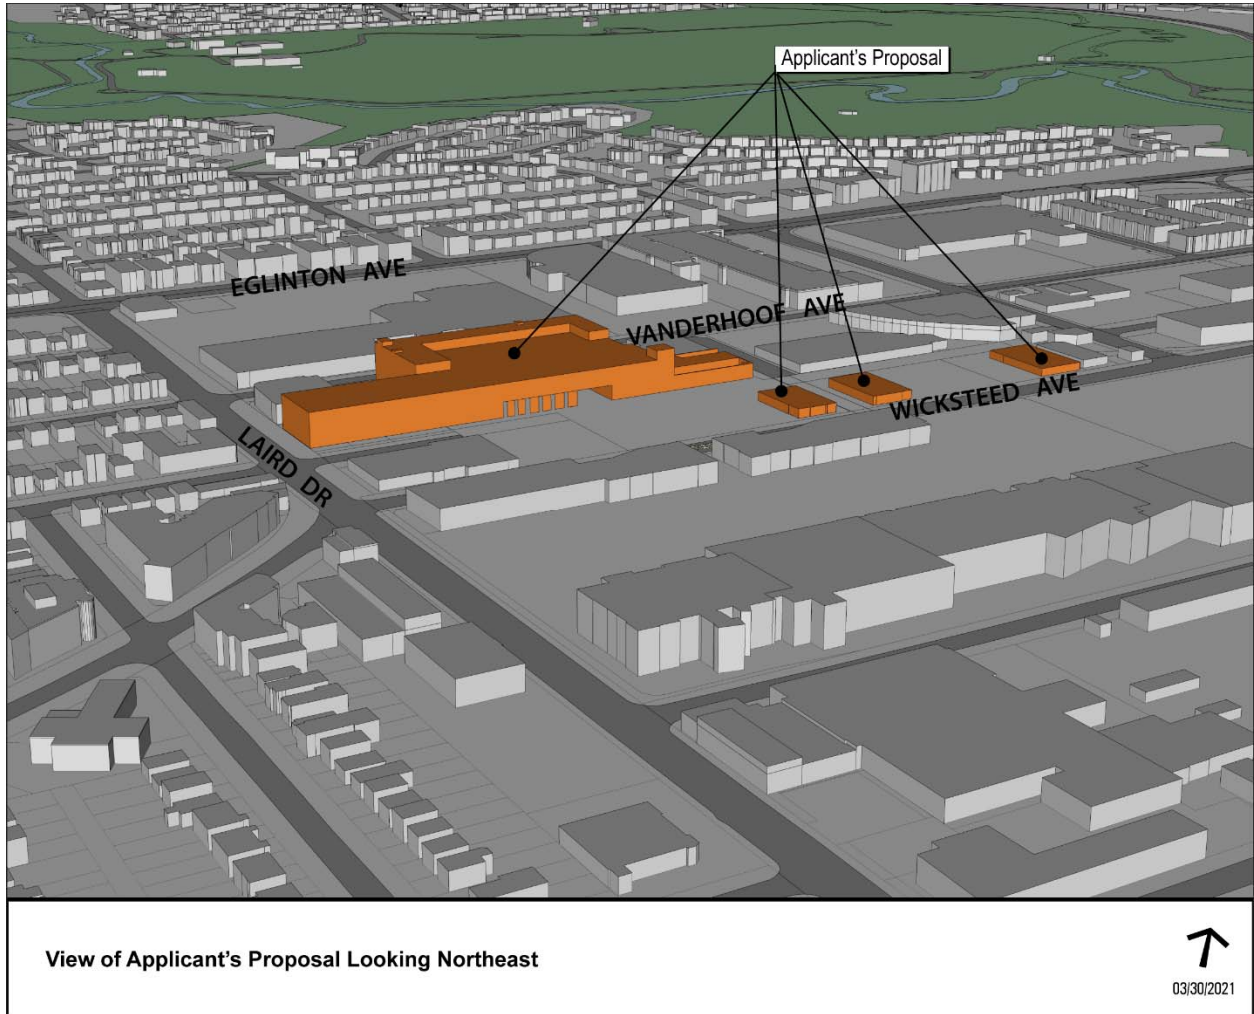 Applicant's Proposal
EGLINTON AVE
VANDERHOOF AVE
WICKSTEED AVE
LAIRD DR
View of Applicant's Proposal Looking Northeast
03/30/2021